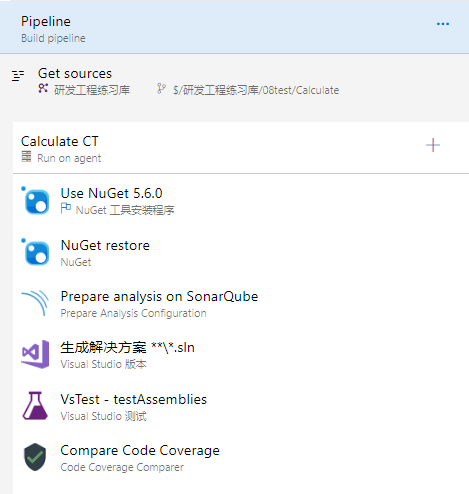 Pipeline
Build pipeline
Get sources
研发工程练习库 $/研发工程练习库/08test/Calculate
Calculate CT
Run on agent
Use NuGet 5.6.0
NuGet 工具安装程序
NuGet restore
NuGet
Prepare analysis on SonarQube
Prepare Analysis Configuration
生成解决方案 **\*.sln
Visual Studio 版本
VsTest - testAssemblies
Visual Studio 测试
Compare Code Coverage
Code Coverage Comparer